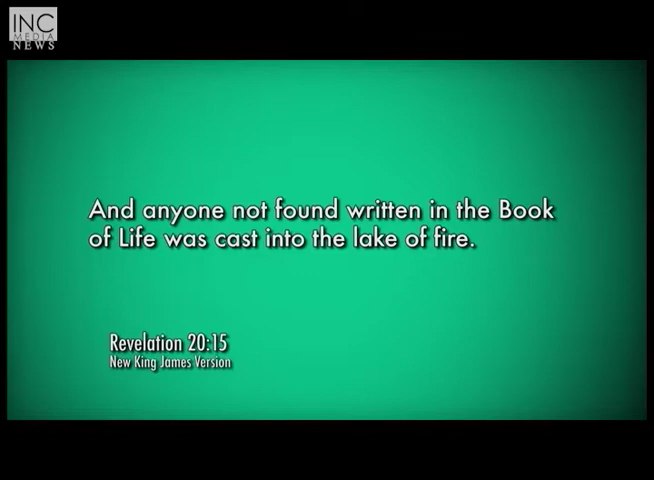 INC
MEDIA
NEWS
And anyone not found written in the Book
of Life was cast into the lake of fire.
Revelation 20:15
New King James Version